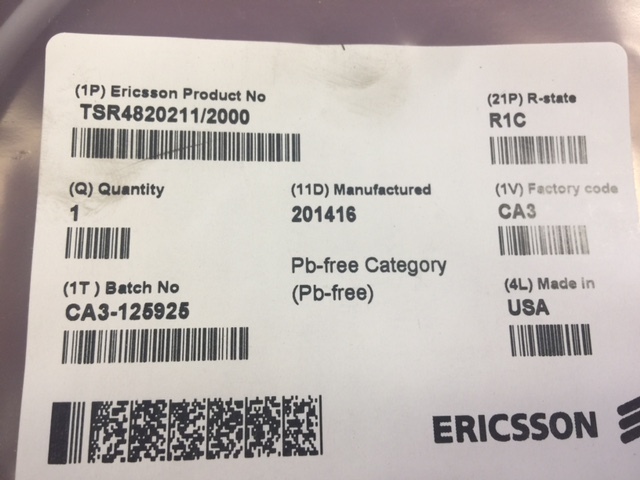 (1P) Ericsson Product No
TSR4820211/2000
(21P) R-state
R1C
(Q) Quantity
1
(11D) Manufactured
201416
(1V) Factory code
CA3
Pb-free Category
(Pb-free)
(1T ) Batch No
CA3-125925
(4L) Made in
USA
ERICSSON